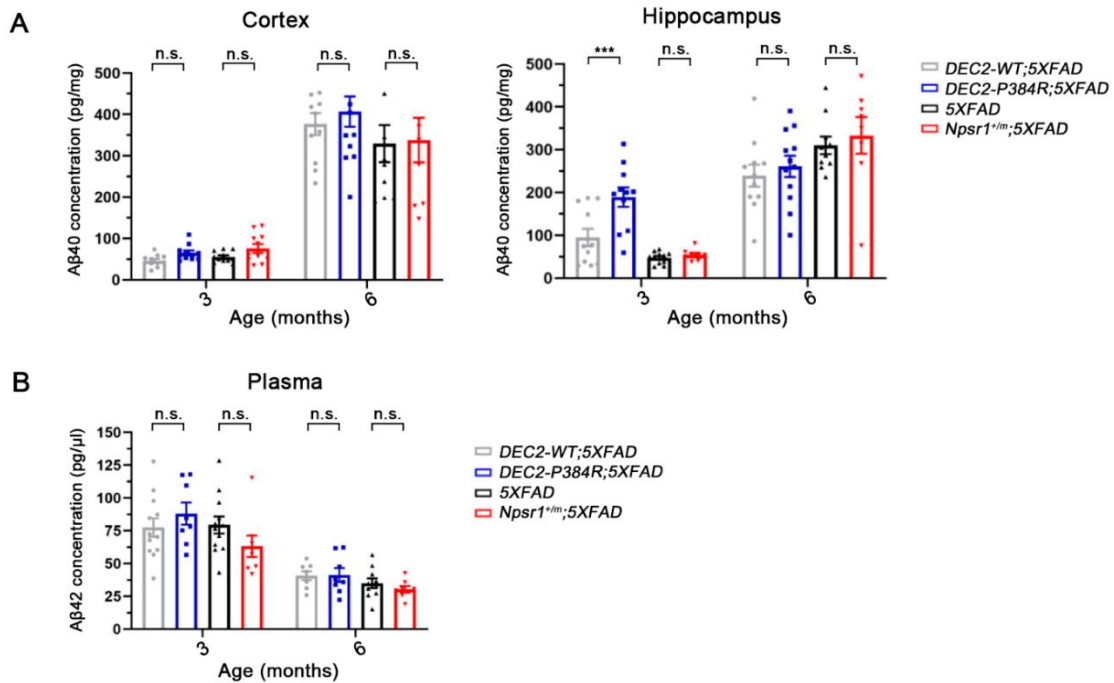 A
Cortex
Hippocampus
n.s. n.s. n.s. n.s.
*** n.s. n.s. n.s.
Aβ40 concentration (pg/mg)
500
400
300
200
100
0
3 6
Age (months)
Aβ40 concentration (pg/mg)
500
400
300
200
100
0
3 6
Age (months)
DEC2-WT;5XFAD
DEC2-P384R;5XFAD
5XFAD
Npsr1+/m;5XFAD
B
Plasma
n.s. n.s. n.s. n.s.
Aβ42 concentration (pg/µl)
150
125
100
75
50
25
0
3 6
Age (months)
DEC2-WT;5XFAD
DEC2-P384R;5XFAD
5XFAD
Npsr1+/m;5XFAD